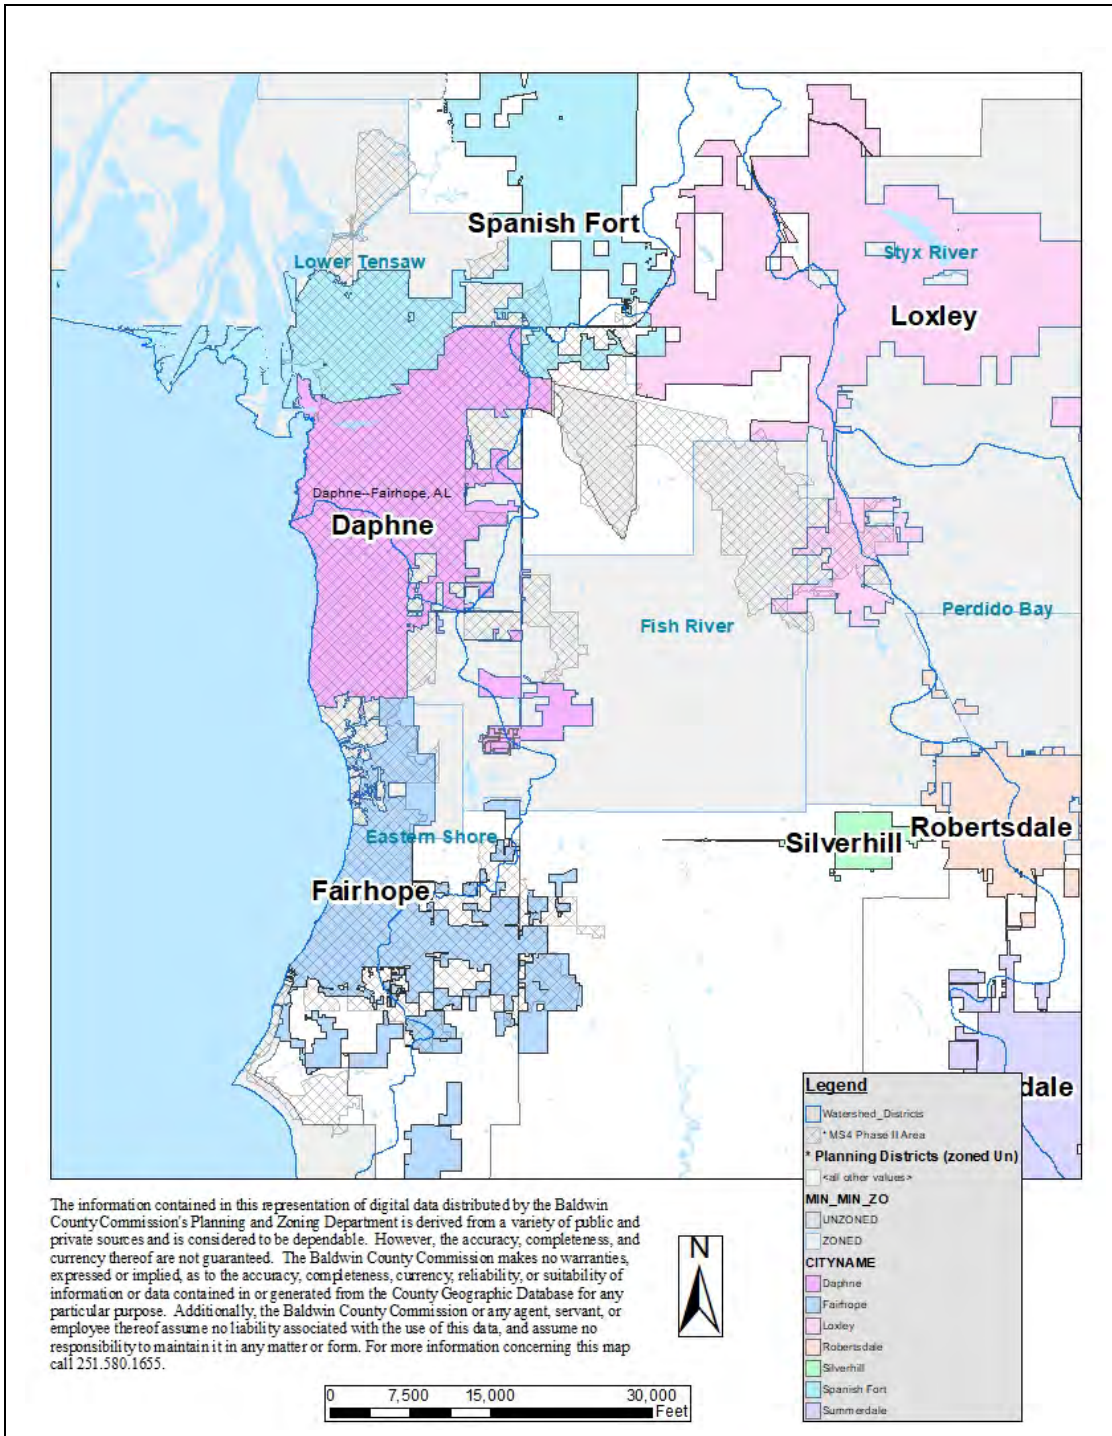 Spanish Fort
Lower Tensaw
Styx River
Loxley
Daphne--Fairhope, AL
Daphne
Perdido Bay
Fish River
Eastern Shore
Silverhill
Robertsdale
Fairhope
dale
Legend
Watershed_Districts
* MS4 Phase II Area
* Planning Districts (zoned Un)
<all other values>
MIN_MIN_ZO
UNZONED
ZONED
CITYNAME
Daphne
Fairhope
Loxley
Robertsdale
Silverhill
Spanish Fort
Summerdale
The information contained in this representation of digital data distributed by the Baldwin
County Commission's Planning and Zoning Department is derived from a variety of public and
private sources and is considered to be dependable. However, the accuracy, completeness, and
currency thereof are not guaranteed. The Baldwin County Commission makes no warranties,
expressed or implied, as to the accuracy, completeness, currency, reliability, or suitability of
information or data contained in or generated from the County Geographic Database for any
particular purpose. Additionally, the Baldwin County Commission or any agent, servant, or
employee thereof assume no liability associated with the use of this data, and assume no
responsibility to maintain it in any matter or form. For more information concerning this map
call 251.580.1655.
N
0 7,500 15,000 30,000
Feet